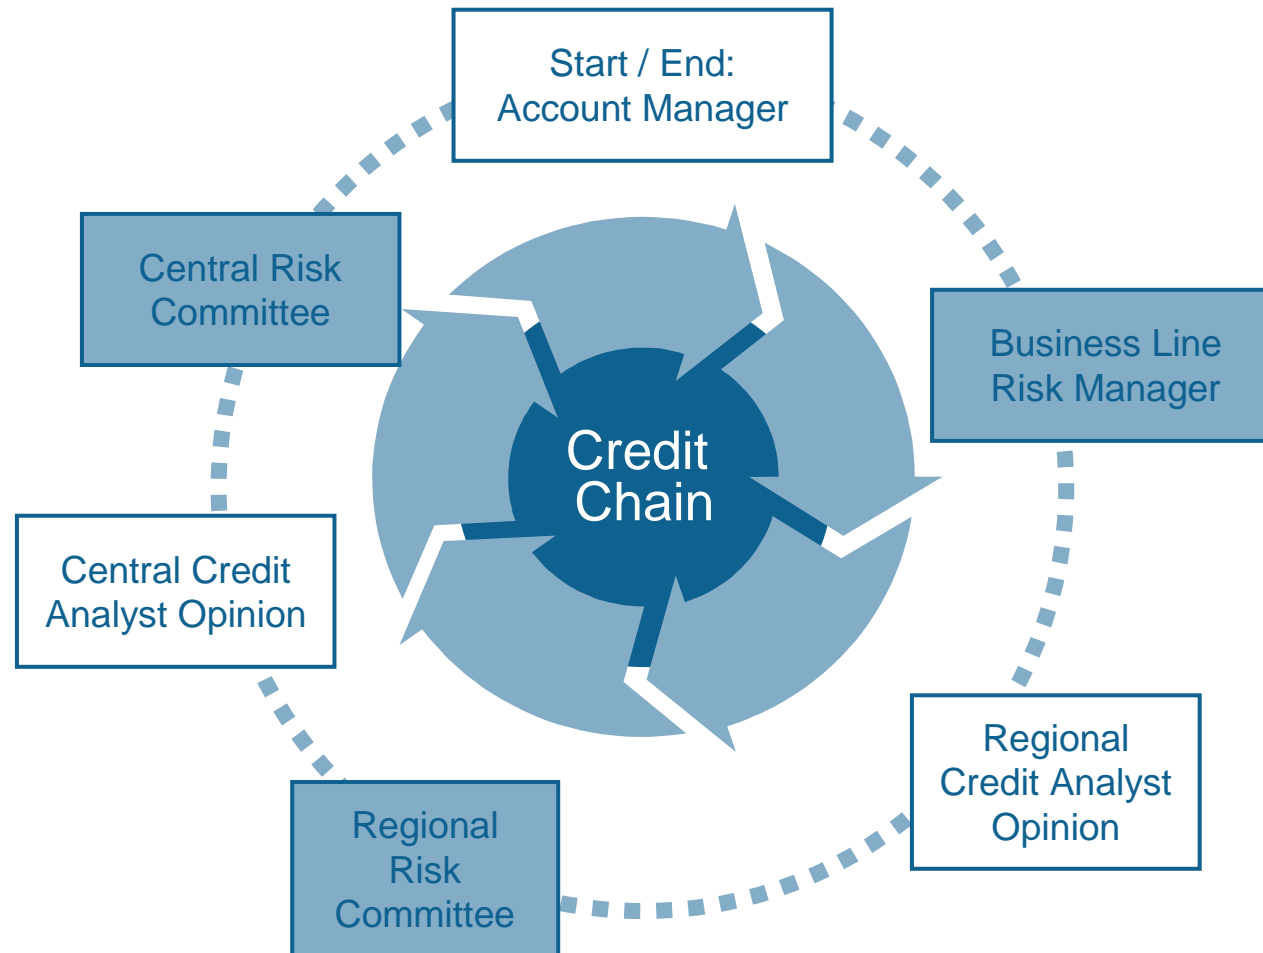 Start / End:
Account Manager
Central Risk
Committee
Business Line
Risk Manager
Credit
Chain
Central Credit
Analyst Opinion
Regional
Credit Analyst
Opinion
Regional
Risk
Committee